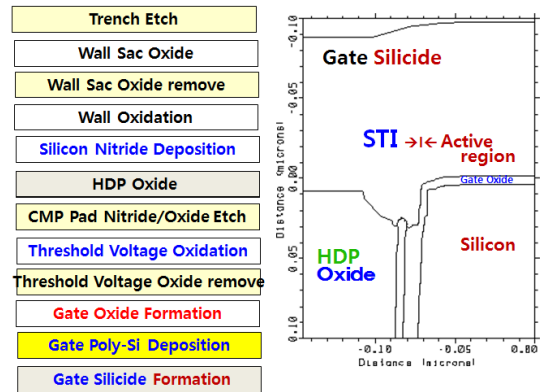 Trench Etch
Wall Sac Oxide
Wall Sac Oxide remove
Wall Oxidation
Silicon Nitride Deposition
HDP Oxide
CMP Pad Nitride/Oxide Etch
Threshold Voltage Oxidation
Threshold Voltage Oxide remove
Gate Oxide Formation
Gate Poly-Si Deposition
Gate Silicide Formation
-0.10
-0.05
0.00
0.05
0.10
Distance (microns)
Gate Silicide
STI →I← Active
region
Gate Oxide
Silicon
HDP
Oxide
-0.10 -0.05 0.00
Distance (microns)